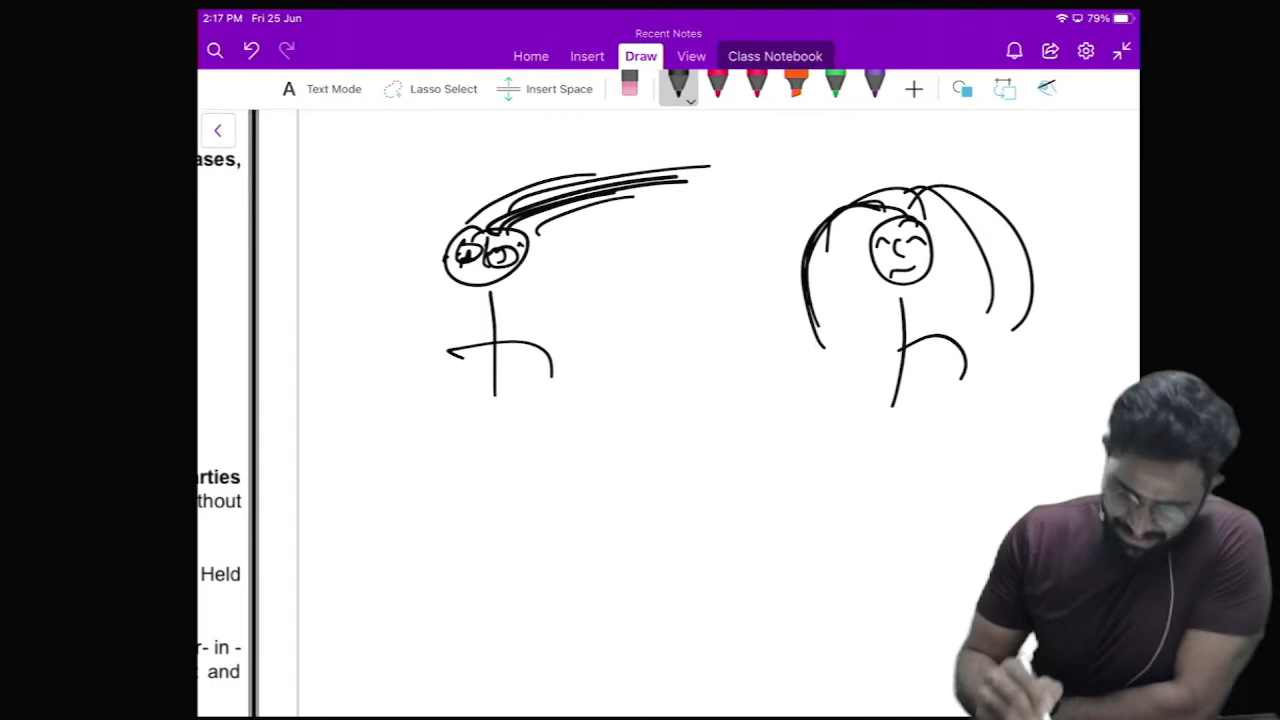 2:17 PM Fri 25 Jun
79%
Recent Notes
Home Insert Draw View Class Notebook
A Text Mode Lasso Select Insert Space
ases,
rties
thout
Held
r- in -
and